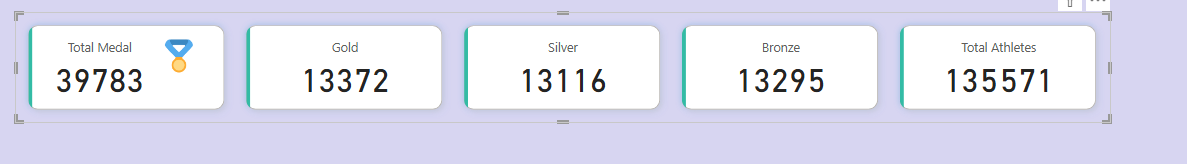 Total Medal
39783
Gold
13372
Silver
13116
Bronze
13295
Total Athletes
135571